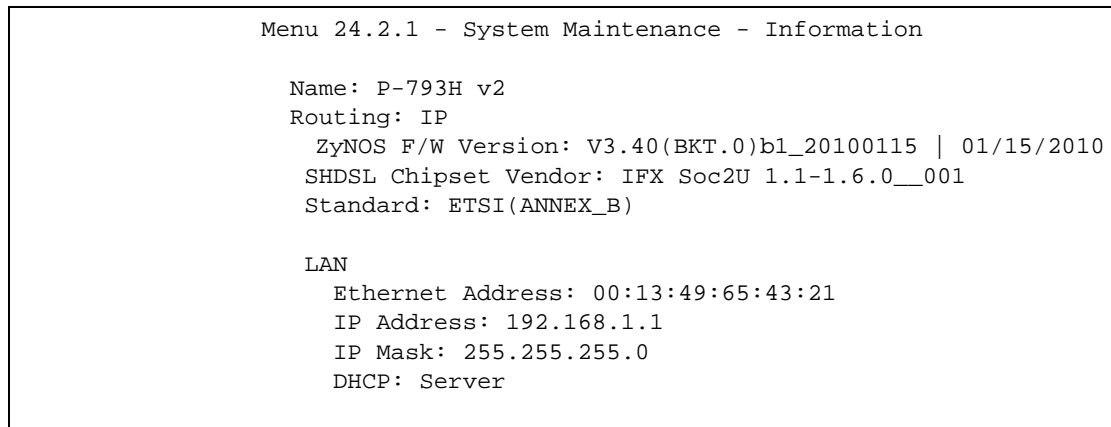 Menu 24.2.1 - System Maintenance - Information
Name: P-793H v2
Routing: IP
ZyNOS F/W Version: V3.40(BKT.0)b1_20100115 | 01/15/2010
SHDSL Chipset Vendor: IFX Soc2U 1.1-1.6.0__001
Standard: ETSI(ANNEX_B)
LAN
Ethernet Address: 00:13:49:65:43:21
IP Address: 192.168.1.1
IP Mask: 255.255.255.0
DHCP: Server